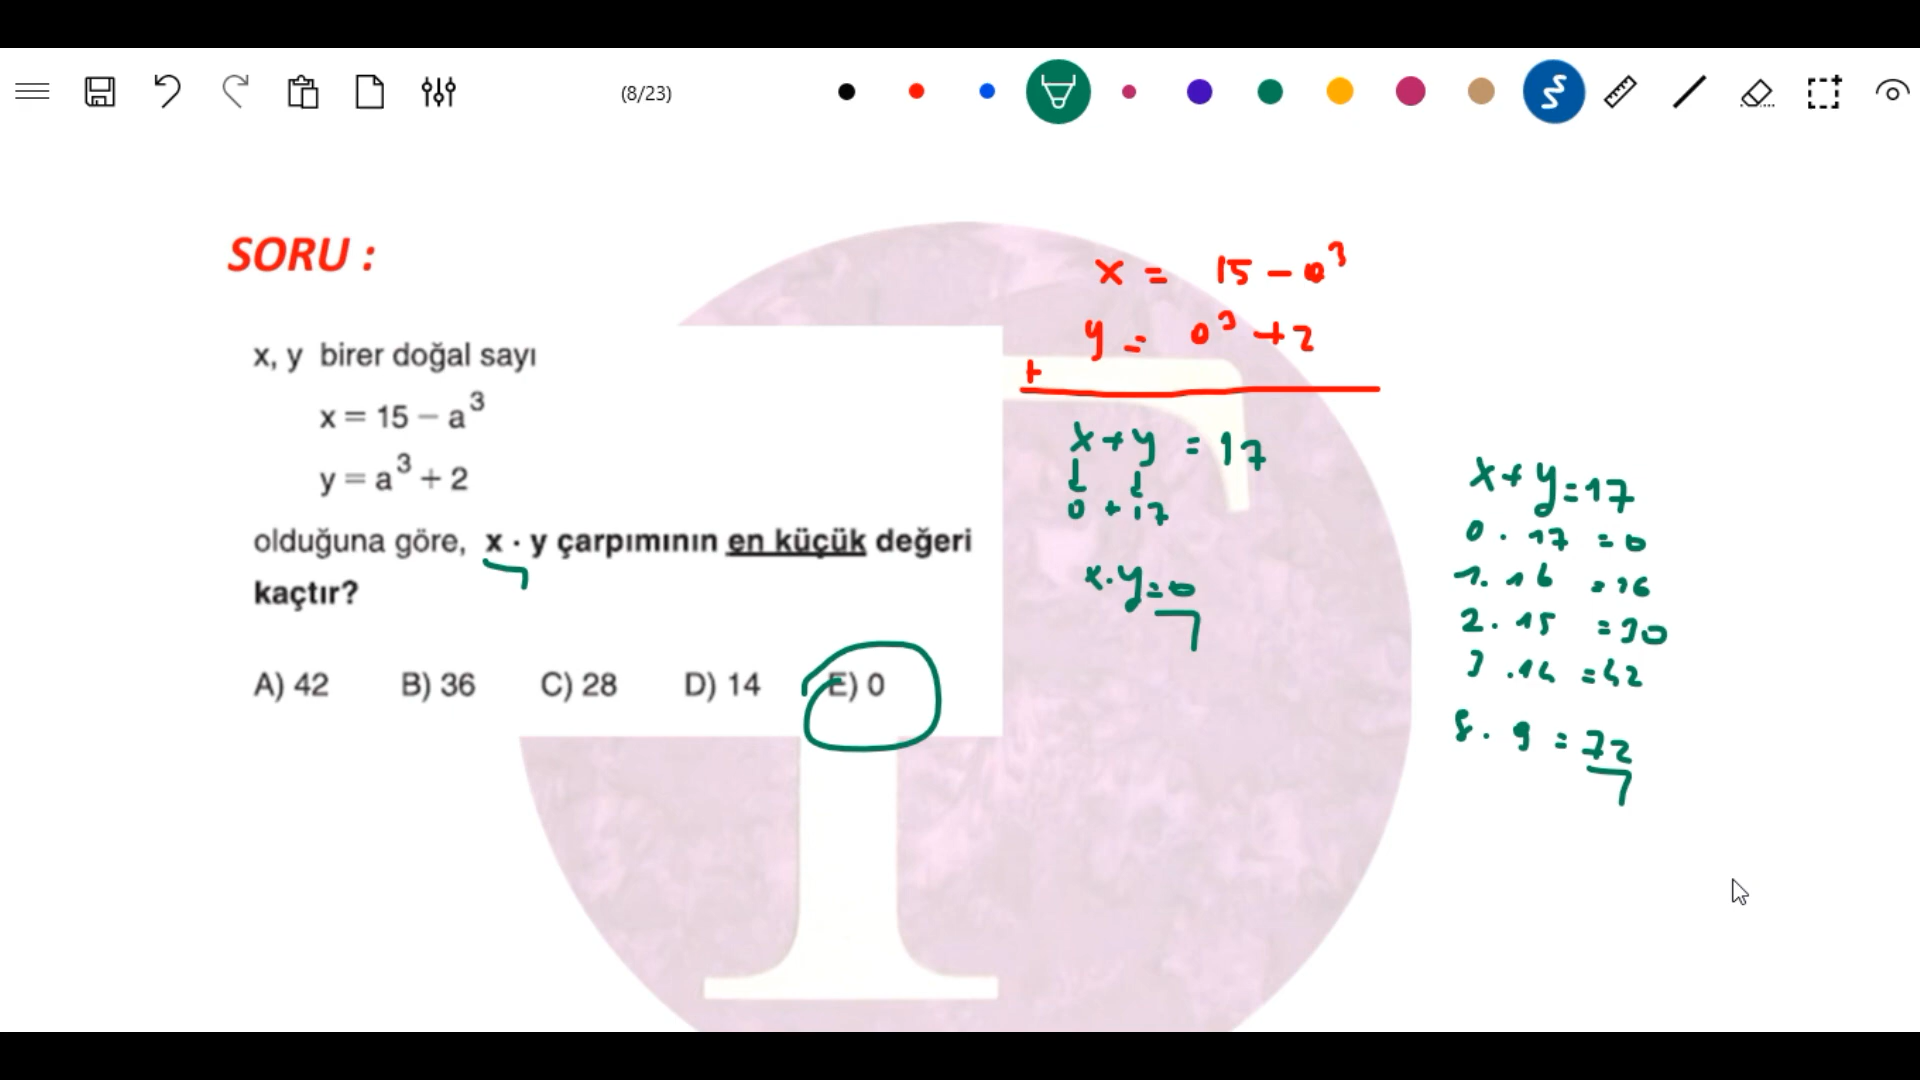 (8/23)
SORU :
x, y birer doğal sayı
x = 15 − a³
y = a³ + 2
olduğuna göre, x · y çarpımının en küçük değeri
kaçtır?
A) 42 B) 36 C) 28 D) 14 E) 0
x = 15 − a³
y = a³ + 2
+
x + y = 17
0 + 17
x . y = 0
x + y = 17
0 . 17 = 0
1 . 16 = 16
2 . 15 = 30
3 . 14 = 42
8 . 9 = 72